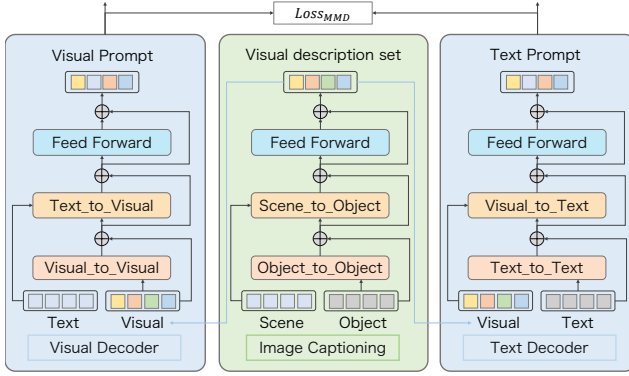 Loss_MMD
Visual Prompt
Visual description set
Text Prompt
Feed Forward
Feed Forward
Feed Forward
Text_to_Visual
Scene_to_Object
Visual_to_Text
Visual_to_Visual
Object_to_Object
Text_to_Text
Text
Visual
Scene
Object
Visual
Text
Visual Decoder
Image Captioning
Text Decoder